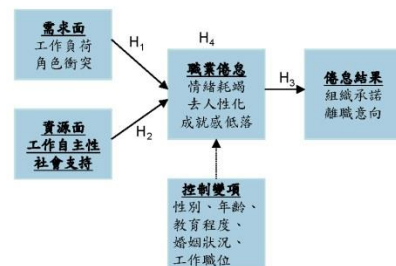 需求面
工作負荷
角色衝突
H1
H4
職業倦怠
情緒耗竭
去人性化
成就感低落
H3
倦怠結果
組織承諾
離職意向
資源面
工作自主性
社會支持
H2
控制變項
性別、年齡、
教育程度、
婚姻狀況、
工作職位